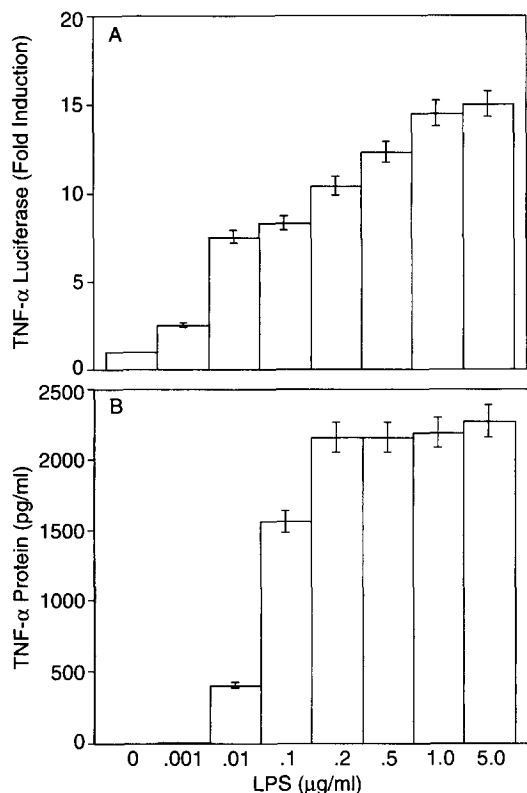 A
TNF-α Luciferase (Fold Induction)
20
15
10
5
0
B
TNF-α Protein (pg/ml)
2500
2000
1500
1000
500
0
0 .001 .01 .1 .2 .5 1.0 5.0
LPS (μg/ml)